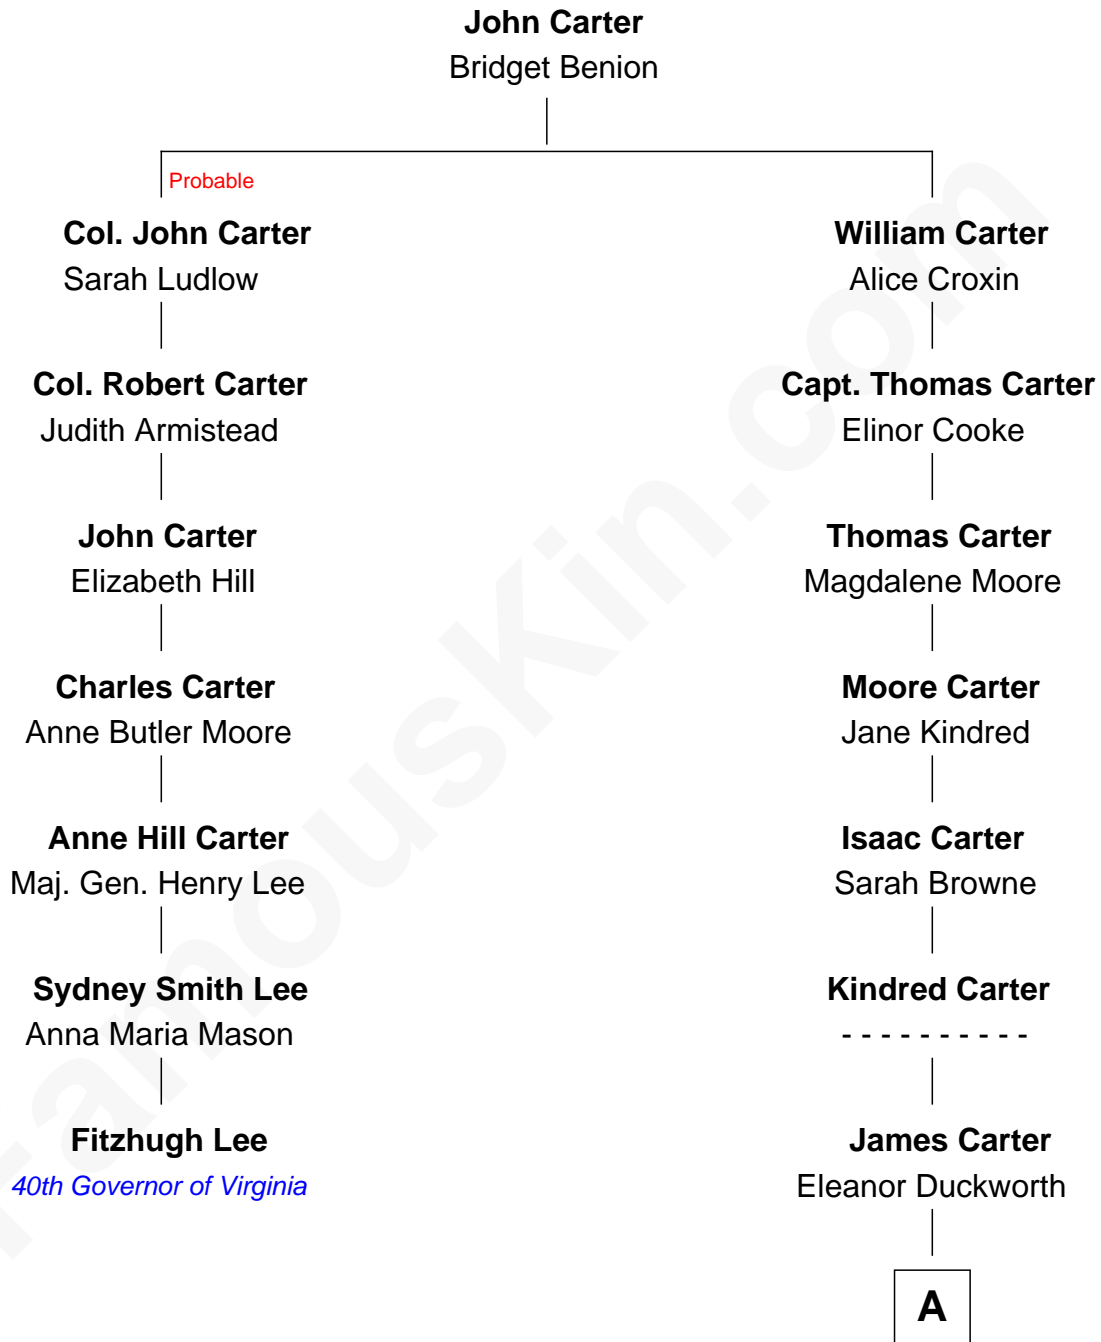 John Carter
Bridget Benion
Probable
Col. John Carter
Sarah Ludlow
William Carter
Alice Croxin
Col. Robert Carter
Judith Armistead
Capt. Thomas Carter
Elinor Cooke
John Carter
Elizabeth Hill
Thomas Carter
Magdalene Moore
Charles Carter
Anne Butler Moore
Moore Carter
Jane Kindred
Anne Hill Carter
Maj. Gen. Henry Lee
Isaac Carter
Sarah Browne
Sydney Smith Lee
Anna Maria Mason
Kindred Carter
- - - - - - - - - -
Fitzhugh Lee
40th Governor of Virginia
James Carter
Eleanor Duckworth
A
FamousKin.com